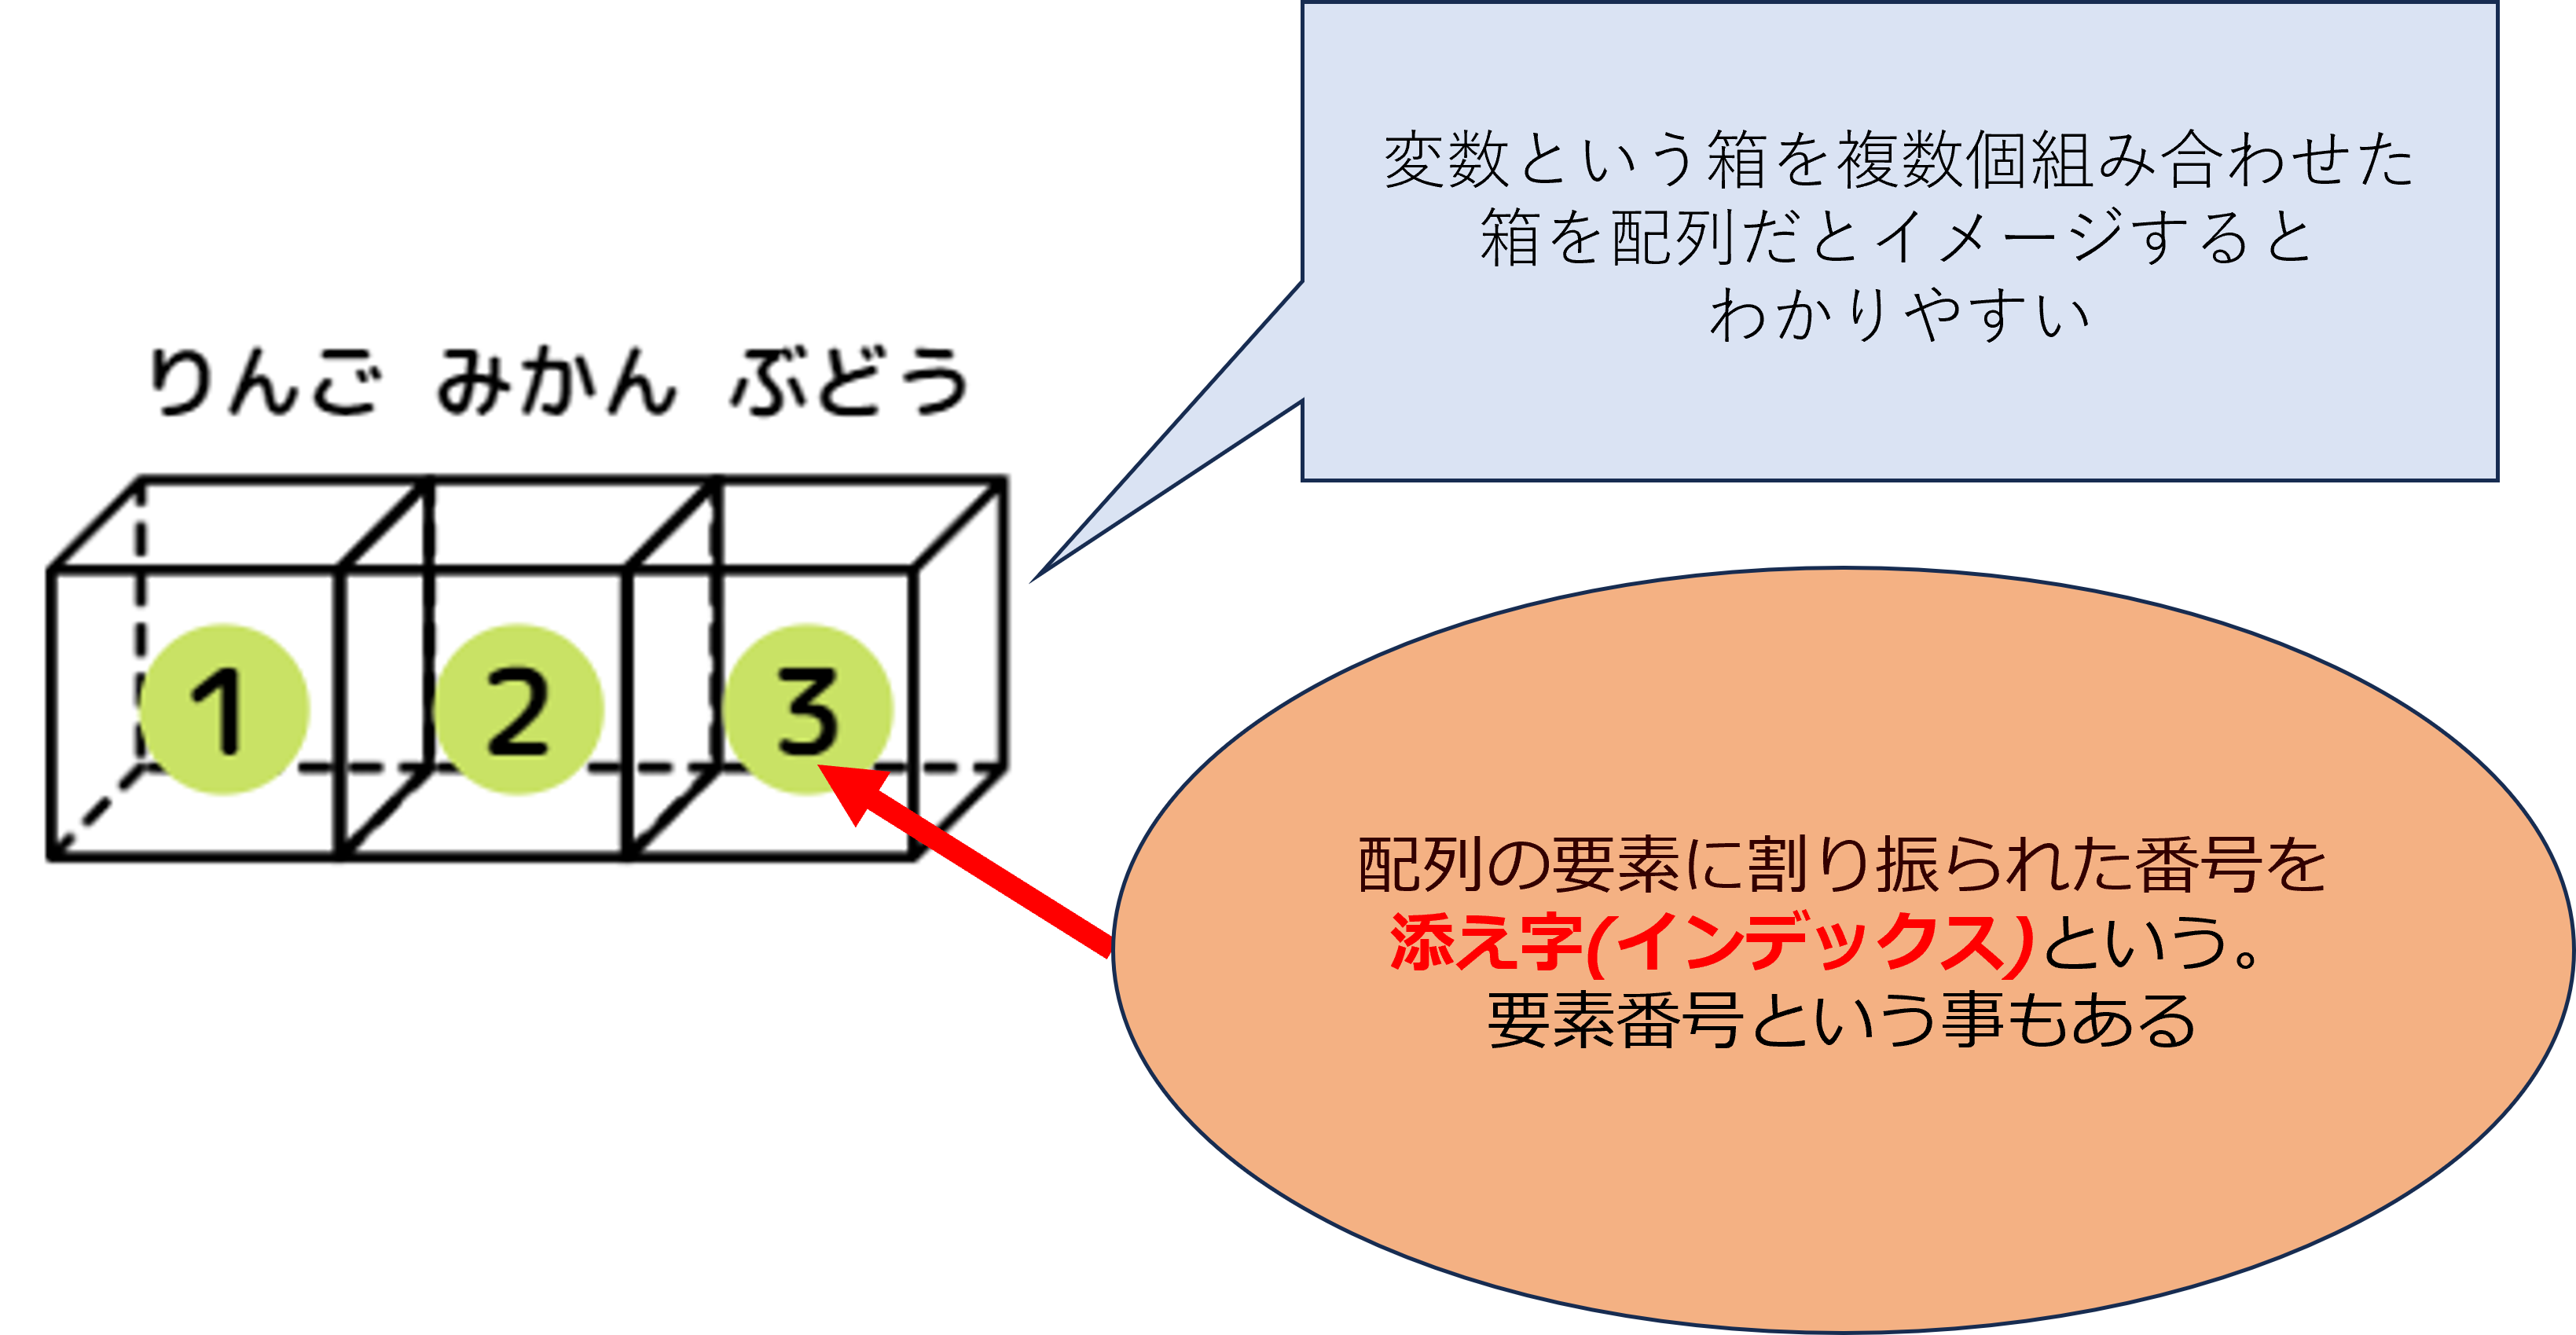 変数という箱を複数個組み合わせた
箱を配列だとイメージすると
わかりやすい
りんご みかん ぶどう
1 2 3
配列の要素に割り振られた番号を
添え字(インデックス)という。
要素番号という事もある